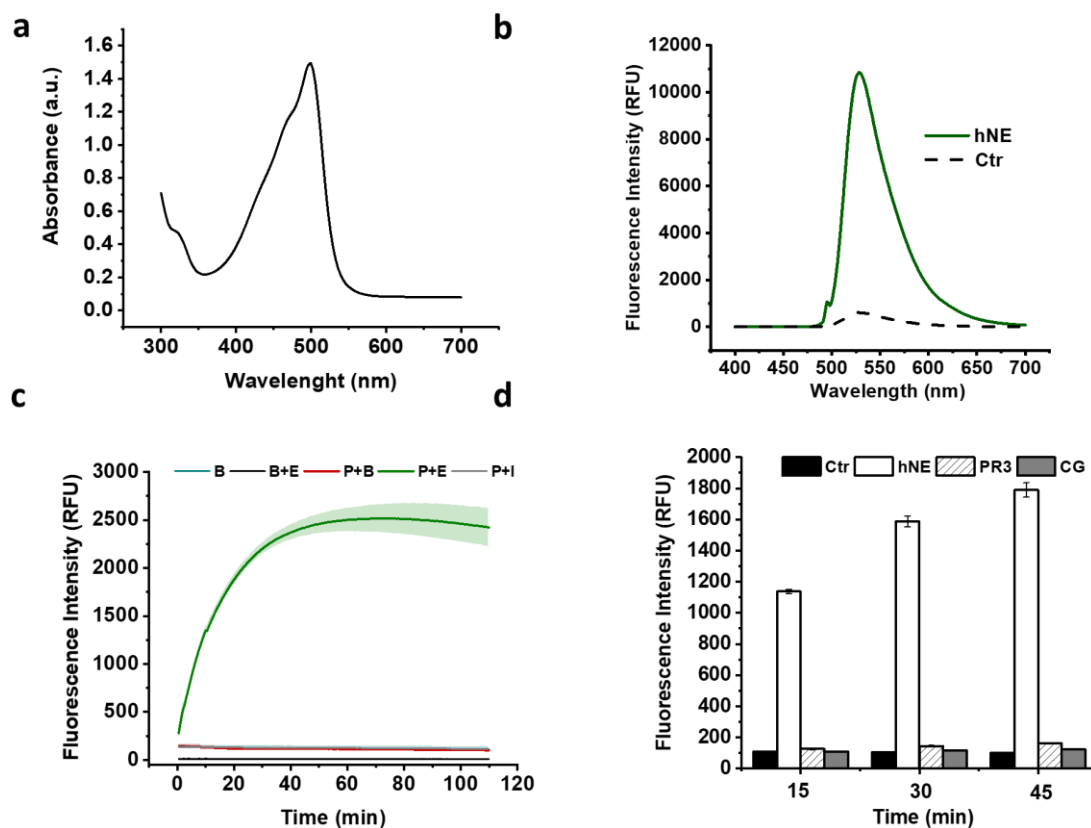 a
1.6
1.4
1.2
1.0
0.8
0.6
0.4
0.2
0.0
Absorbance (a.u.)
300 400 500 600 700
Wavelenght (nm)
b
12000
10000
8000
6000
4000
2000
0
Fluorescence Intensity (RFU)
hNE
Ctr
400 450 500 550 600 650 700
Wavelength (nm)
c
B B+E P+B P+E P+I
3000
2500
2000
1500
1000
500
0
Fluorescence Intensity (RFU)
0 20 40 60 80 100 120
Time (min)
d
Ctr hNE PR3 CG
2000
1800
1600
1400
1200
1000
800
600
400
200
0
Fluorescence Intensity (RFU)
15 30 45
Time (min)